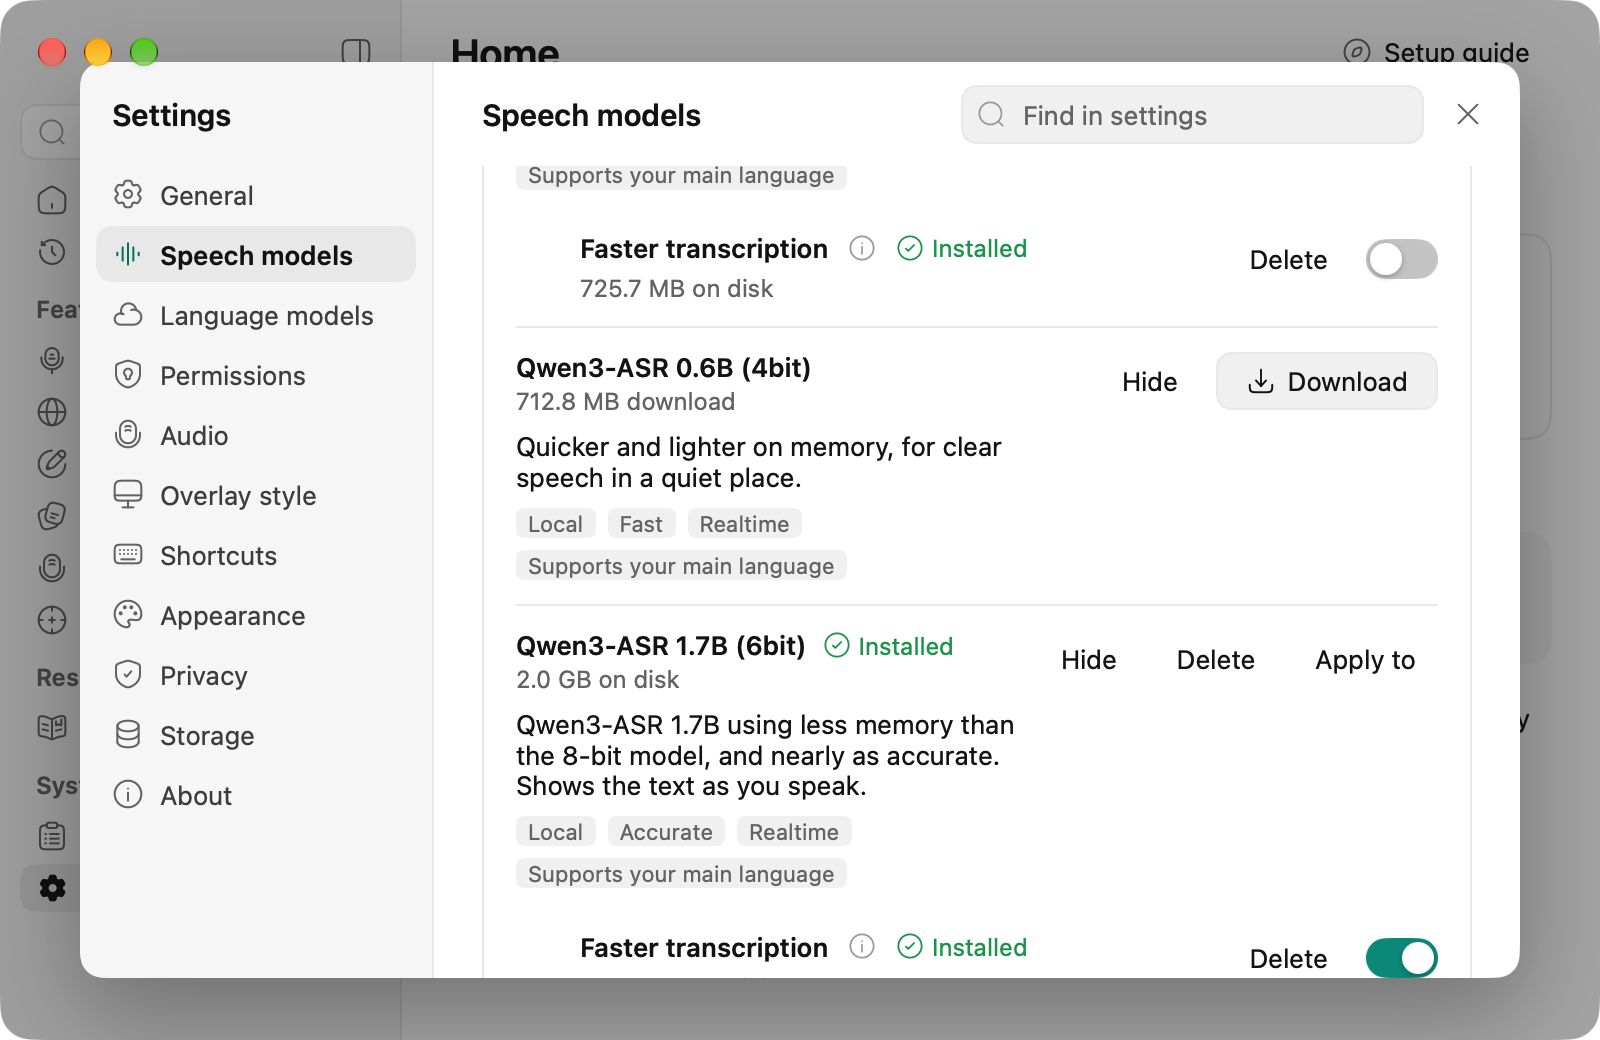 Home
Setup guide
Settings
Speech models
Find in settings
General
Speech models
Language models
Permissions
Audio
Overlay style
Shortcuts
Appearance
Privacy
Storage
About
Supports your main language
Faster transcription
Installed
725.7 MB on disk
Delete
Qwen3-ASR 0.6B (4bit)
712.8 MB download
Hide
Download
Quicker and lighter on memory, for clear
speech in a quiet place.
Local Fast Realtime
Supports your main language
Qwen3-ASR 1.7B (6bit)
Installed
2.0 GB on disk
Hide
Delete
Apply to
Qwen3-ASR 1.7B using less memory than
the 8-bit model, and nearly as accurate.
Shows the text as you speak.
Local Accurate Realtime
Supports your main language
Faster transcription
Installed
Delete